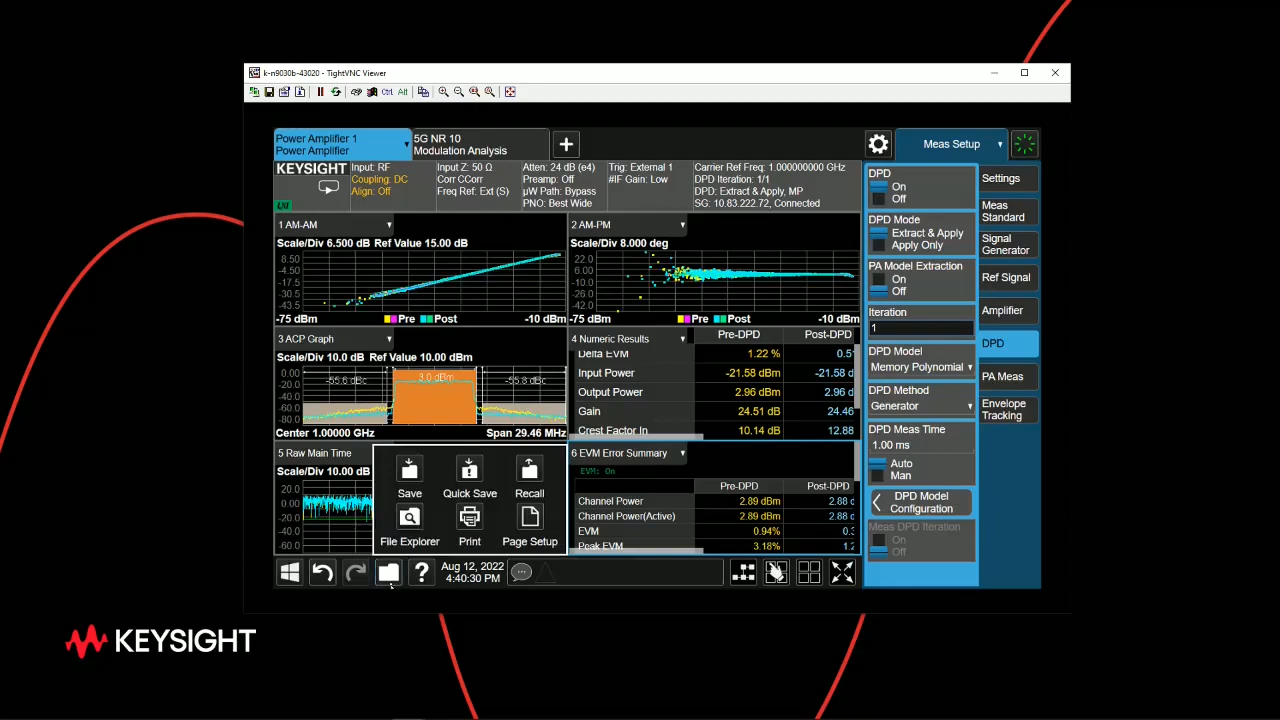 k-n9030b-43020 - TightVNC Viewer
Ctrl Alt
Power Amplifier 1
Power Amplifier
5G NR 10
Modulation Analysis
Meas Setup
KEYSIGHT
Input: RF
Coupling: DC
Align: Off
Input Z: 50 Ω
Corr CCorr
Freq Ref: Ext (S)
Atten: 24 dB (e4)
Preamp: Off
µW Path: Bypass
PNO: Best Wide
Trig: External 1
#IF Gain: Low
Carrier Ref Freq: 1.000000000 GHz
DPD Iteration: 1/1
DPD: Extract & Apply, MP
SG: 10.83.222.72, Connected
LXI
1 AM-AM
Scale/Div 6.500 dB Ref Value 15.00 dB
8.50
-4.50
-17.5
-30.5
-43.5
-75 dBm
Pre
Post
-10 dBm
2 AM-PM
Scale/Div 8.000 deg
22.0
6.00
-10.0
-26.0
-42.0
-75 dBm
Pre
Post
-10 dBm
3 ACP Graph
Scale/Div 10.0 dB Ref Value 10.00 dBm
0.00
-20.0
-40.0
-60.0
-80.0
-55.6 dBc
3.0 dBm
-55.8 dBc
Center 1.00000 GHz
Span 29.46 MHz
4 Numeric Results
Pre-DPD
Post-DPD
Delta EVM 1.22 % 0.5
Input Power -21.58 dBm -21.58 d
Output Power 2.96 dBm 2.96 d
Gain 24.51 dB 24.46
Crest Factor In 10.14 dB 12.88
5 Raw Main Time
Scale/Div 10.00 dB
20.0
0.00
-20.0
-40.0
-60.0
Save
Quick Save
Recall
File Explorer
Print
Page Setup
6 EVM Error Summary
EVM: On
Pre-DPD
Post-DPD
Channel Power 2.89 dBm 2.88 d
Channel Power(Active) 2.89 dBm 2.88 d
EVM 0.94% 0.3
Peak EVM 3.18% 1.2
?
Aug 12, 2022
4:40:30 PM
DPD
On
Off
DPD Mode
Extract & Apply
Apply Only
PA Model Extraction
On
Off
Iteration
1
DPD Model
Memory Polynomial
DPD Method
Generator
DPD Meas Time
1.00 ms
Auto
Man
DPD Model
Configuration
Meas DPD Iteration
On
Off
Settings
Meas
Standard
Signal
Generator
Ref Signal
Amplifier
DPD
PA Meas
Envelope
Tracking
KEYSIGHT